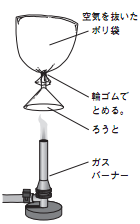 空気を抜いた
ポリ袋
輪ゴムで
とめる。
ろうと
ガス
バーナー